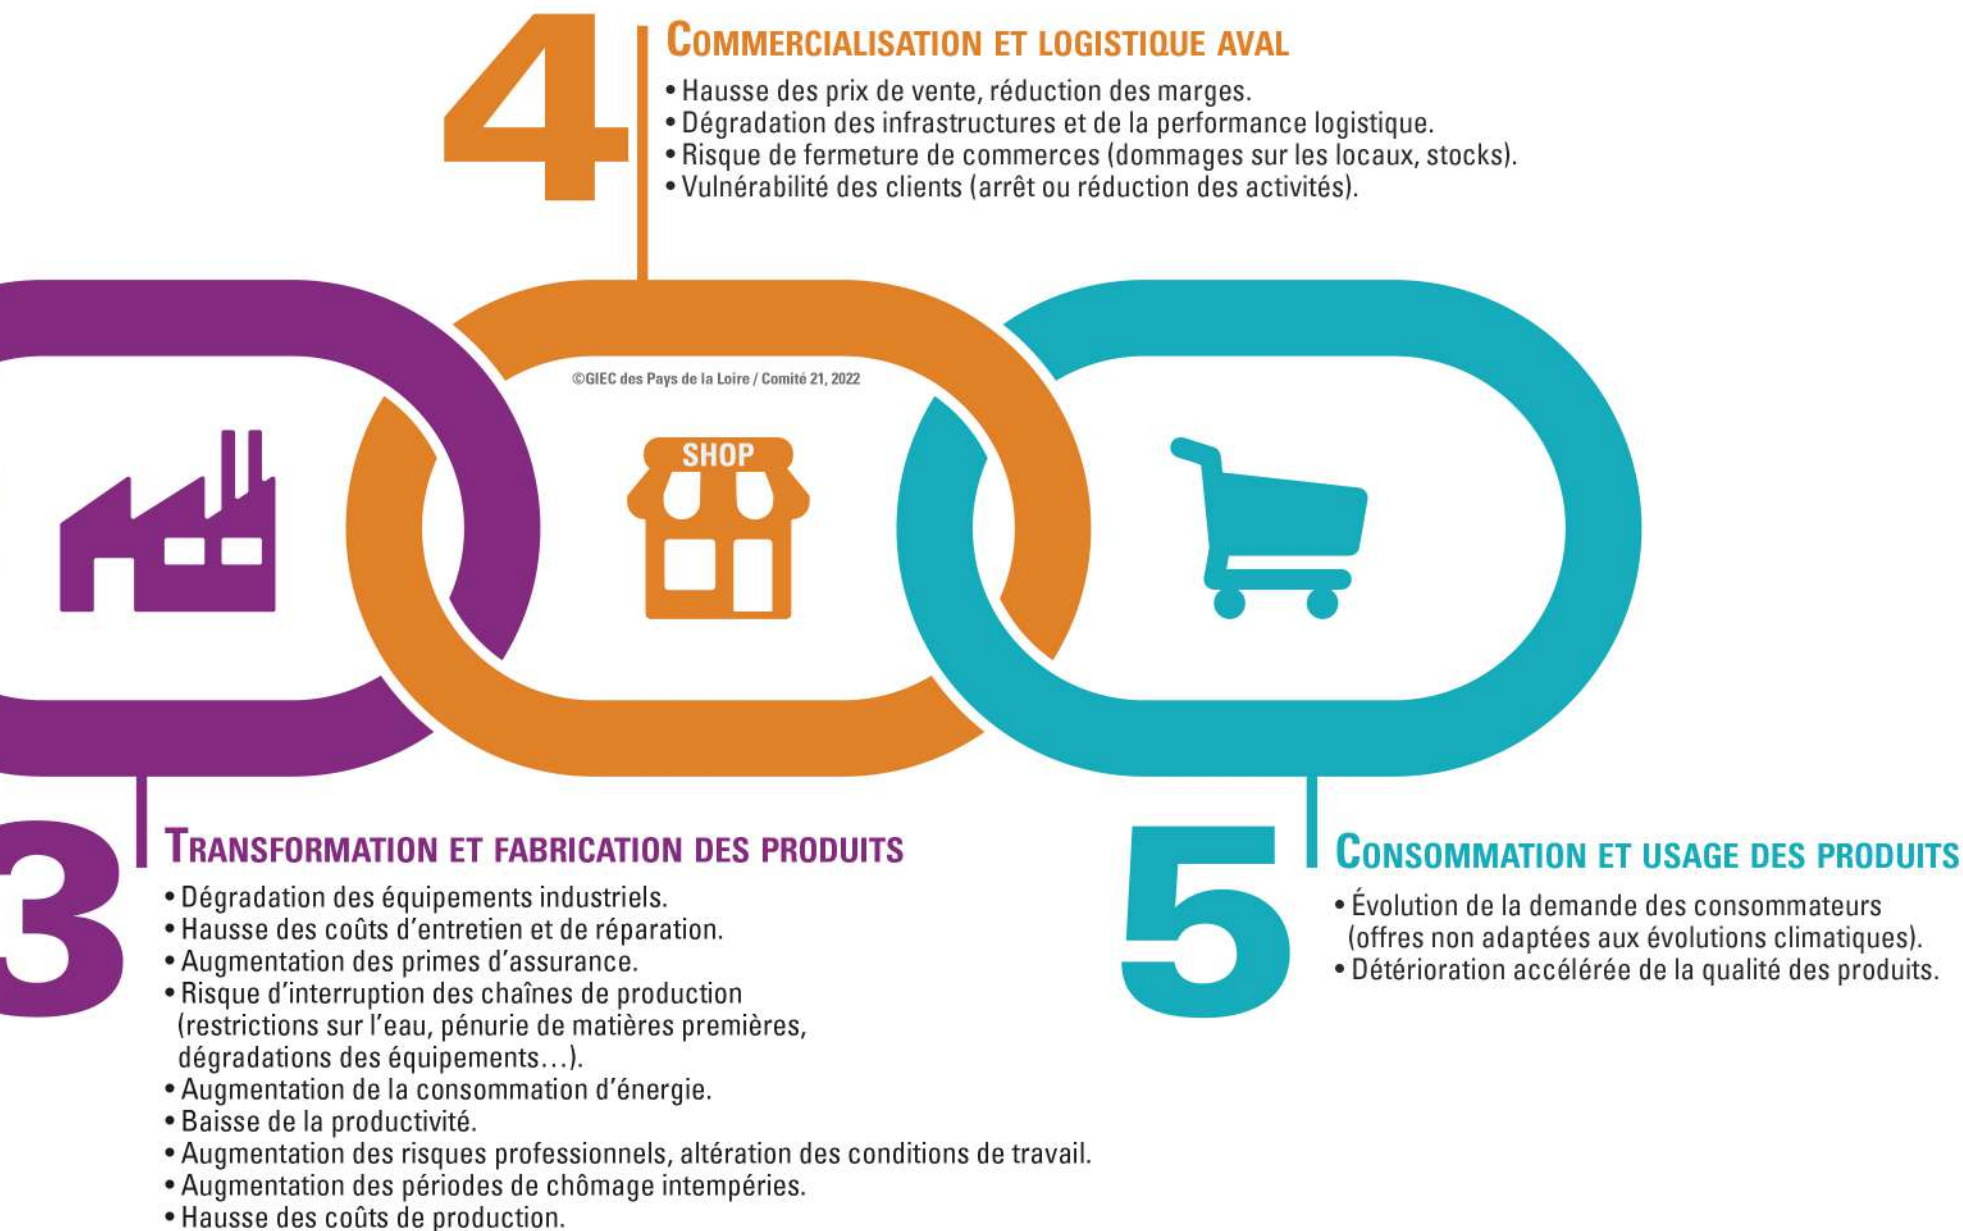 4
COMMERCIALISATION ET LOGISTIQUE AVAL
• Hausse des prix de vente, réduction des marges.
• Dégradation des infrastructures et de la performance logistique.
• Risque de fermeture de commerces (dommages sur les locaux, stocks).
• Vulnérabilité des clients (arrêt ou réduction des activités).
©GIEC des Pays de la Loire / Comité 21, 2022
SHOP
3
TRANSFORMATION ET FABRICATION DES PRODUITS
• Dégradation des équipements industriels.
• Hausse des coûts d'entretien et de réparation.
• Augmentation des primes d'assurance.
• Risque d'interruption des chaînes de production
(restrictions sur l'eau, pénurie de matières premières,
dégradations des équipements…).
• Augmentation de la consommation d'énergie.
• Baisse de la productivité.
• Augmentation des risques professionnels, altération des conditions de travail.
• Augmentation des périodes de chômage intempéries.
• Hausse des coûts de production.
5
CONSOMMATION ET USAGE DES PRODUITS
• Évolution de la demande des consommateurs
(offres non adaptées aux évolutions climatiques).
• Détérioration accélérée de la qualité des produits.